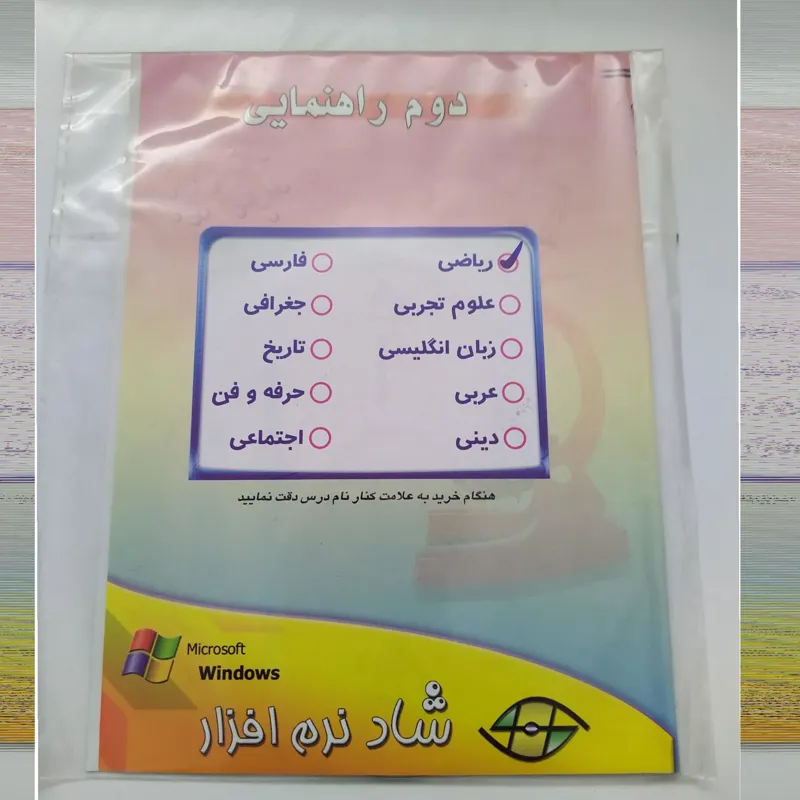 دوم راهنمایی
ریاضی
علوم تجربی
زبان انگلیسی
عربی
دینی
فارسی
جغرافی
تاریخ
حرفه و فن
اجتماعی
هنگام خرید به علامت کنار نام درس دقت نمایید
Microsoft
Windows
شاد نرم افزار